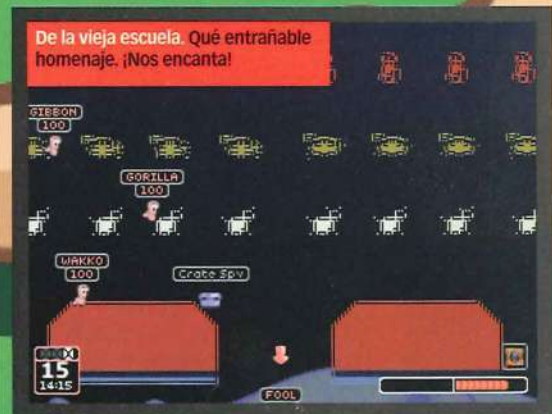 De la vieja escuela. Qué entrañable
homenaje. ¡Nos encanta!
GIBBON
100
GORILLA
100
WAKKO
100
Crate Spy
15
14:15
FOOL